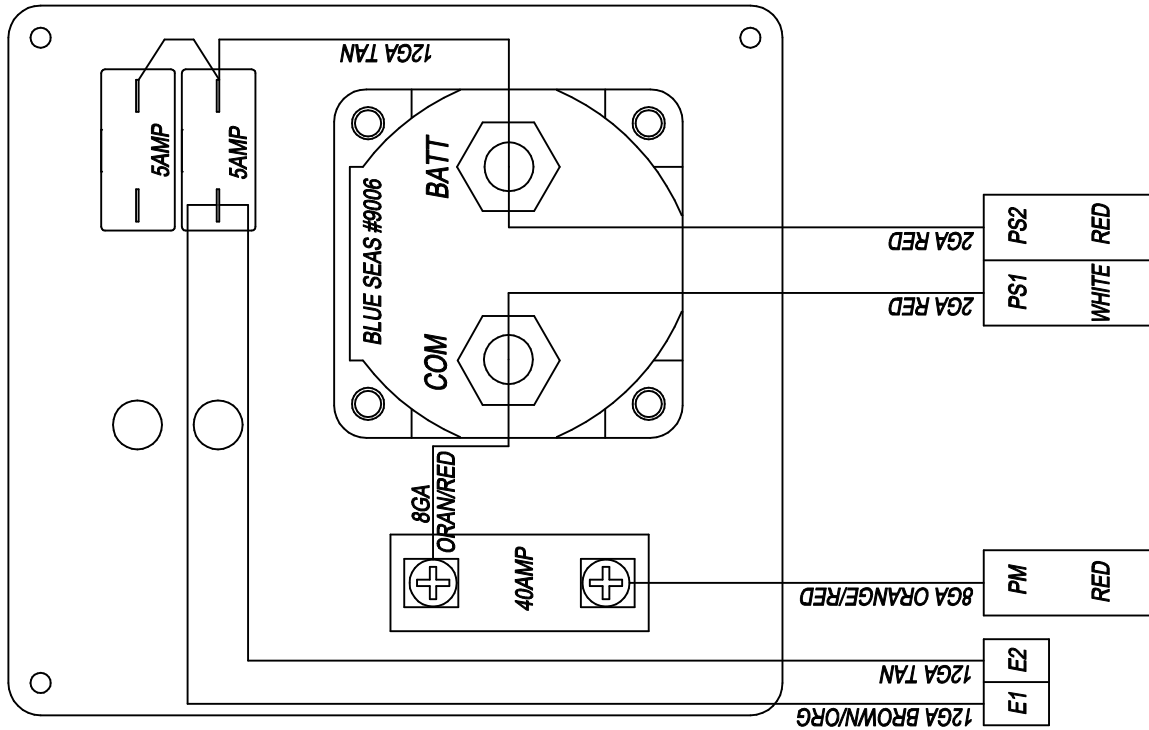 12GA TAN
5AMP
5AMP
BLUE SEAS #9006
BATT
COM
2GA RED
PS2
RED
2GA RED
PS1
WHITE
8GA
ORAN/RED
40AMP
8GA ORANGE/RED
PM
RED
12GA TAN
E2
12GA BROWN/ORG
E1